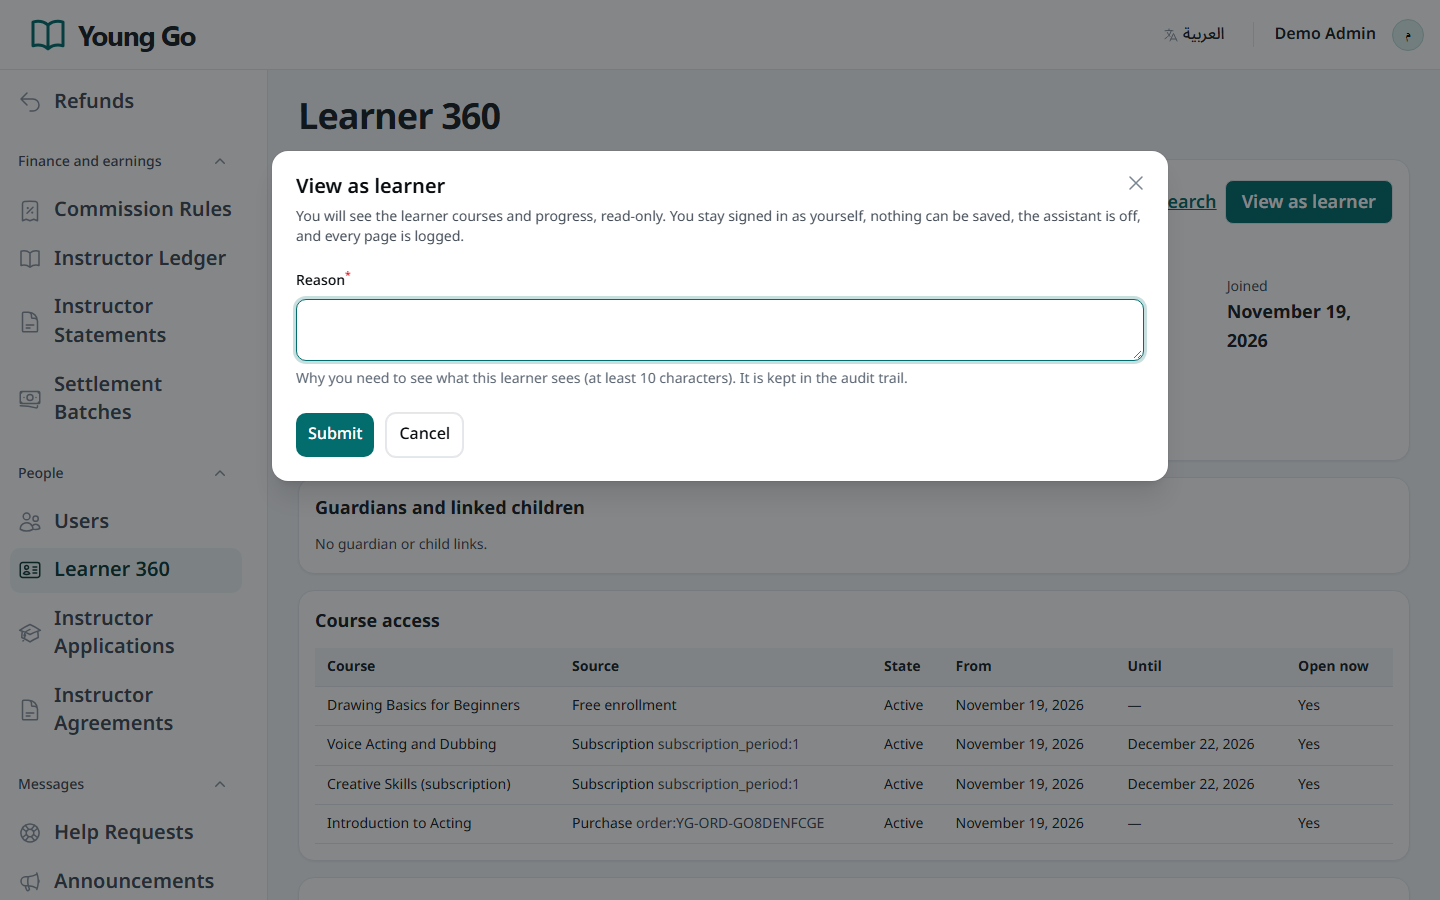 Young Go
العربية
Demo Admin
م
Refunds
Finance and earnings
Commission Rules
Instructor Ledger
Instructor
Statements
Settlement
Batches
People
Users
Learner 360
Instructor
Applications
Instructor
Agreements
Messages
Help Requests
Announcements
Learner 360
View as learner
Joined
November 19,
2026
View as learner
You will see the learner courses and progress, read-only. You stay signed in as yourself, nothing can be saved, the assistant is off,
and every page is logged.
Reason*
Why you need to see what this learner sees (at least 10 characters). It is kept in the audit trail.
Submit Cancel
Guardians and linked children
No guardian or child links.
Course access
Course Source State From Until Open now
Drawing Basics for Beginners Free enrollment Active November 19, 2026 — Yes
Voice Acting and Dubbing Subscription subscription_period:1 Active November 19, 2026 December 22, 2026 Yes
Creative Skills (subscription) Subscription subscription_period:1 Active November 19, 2026 December 22, 2026 Yes
Introduction to Acting Purchase order:YG-ORD-GO8DENFCGE Active November 19, 2026 — Yes